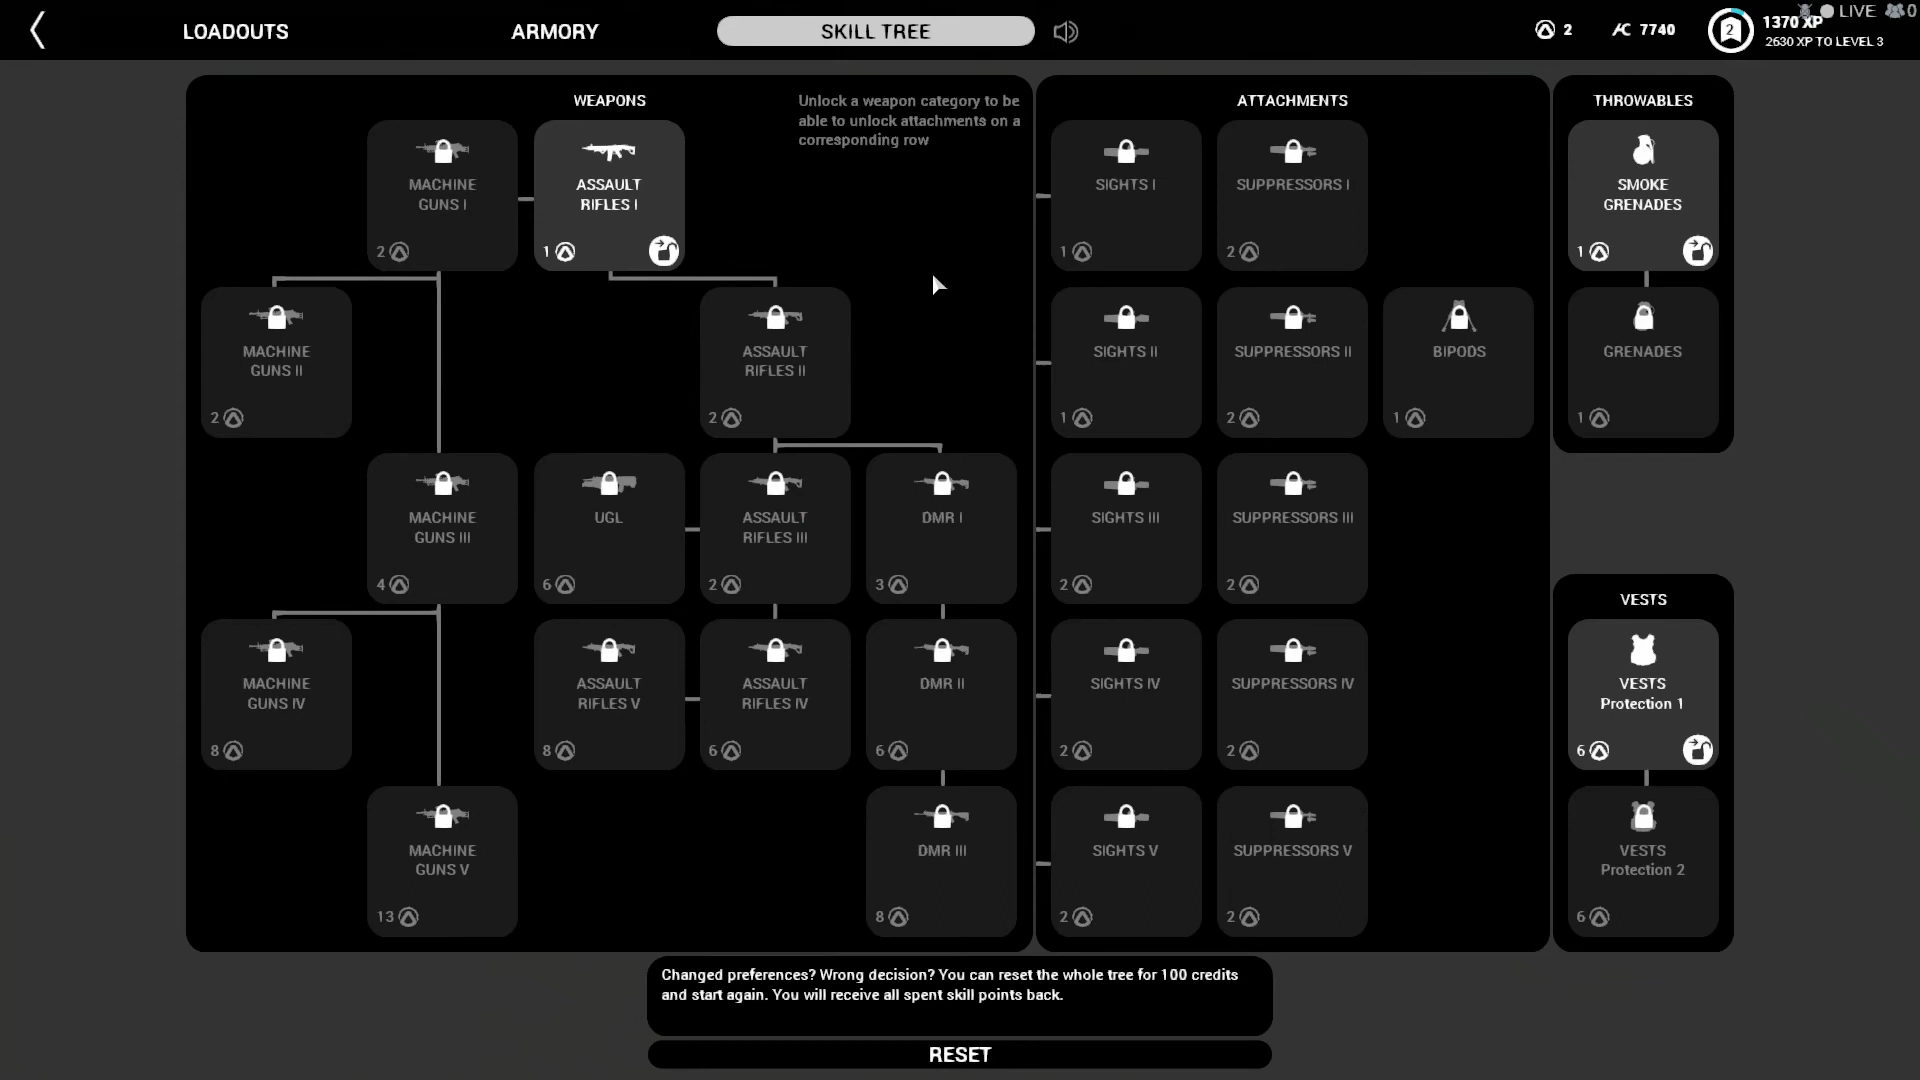 LOADOUTS
ARMORY
SKILL TREE
2
7740
2
1370 XP
2630 XP TO LEVEL 3
LIVE
0
WEAPONS
Unlock a weapon category to be
able to unlock attachments on a
corresponding row
MACHINE
GUNS I
2
ASSAULT
RIFLES I
1
MACHINE
GUNS II
2
ASSAULT
RIFLES II
2
MACHINE
GUNS III
4
UGL
6
ASSAULT
RIFLES III
2
DMR I
3
MACHINE
GUNS IV
8
ASSAULT
RIFLES V
8
ASSAULT
RIFLES IV
6
DMR II
6
MACHINE
GUNS V
13
DMR III
8
ATTACHMENTS
SIGHTS I
1
SUPPRESSORS I
2
SIGHTS II
1
SUPPRESSORS II
2
BIPODS
1
SIGHTS III
2
SUPPRESSORS III
2
SIGHTS IV
2
SUPPRESSORS IV
2
SIGHTS V
2
SUPPRESSORS V
2
THROWABLES
SMOKE
GRENADES
1
GRENADES
1
VESTS
VESTS
Protection 1
6
VESTS
Protection 2
6
Changed preferences? Wrong decision? You can reset the whole tree for 100 credits
and start again. You will receive all spent skill points back.
RESET